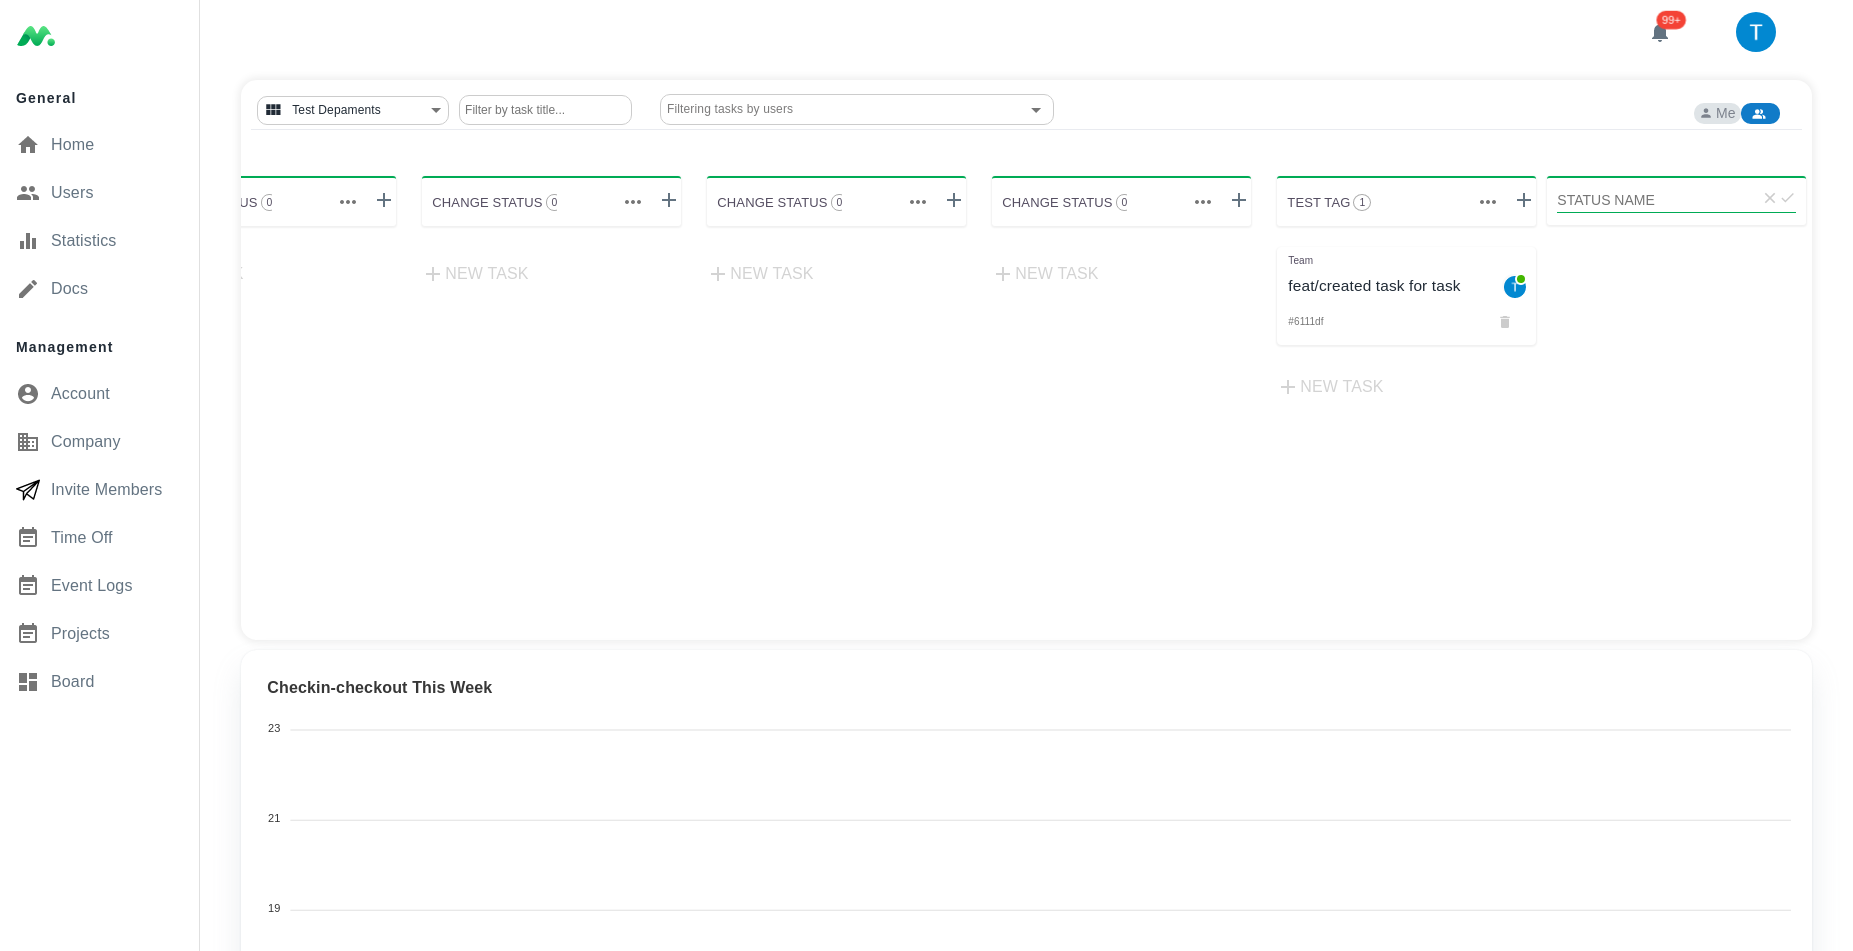 99+
T
General
Home
Users
Statistics
Docs
Management
Account
Company
Invite Members
Time Off
Event Logs
Projects
Board
Test Depaments
Filter by task title...
Filtering tasks by users
Me
US 0
CHANGE STATUS 0
CHANGE STATUS 0
CHANGE STATUS 0
TEST TAG 1
STATUS NAME
NEW TASK
NEW TASK
NEW TASK
Team
feat/created task for task
T
#6111df
NEW TASK
Checkin-checkout This Week
23
21
19